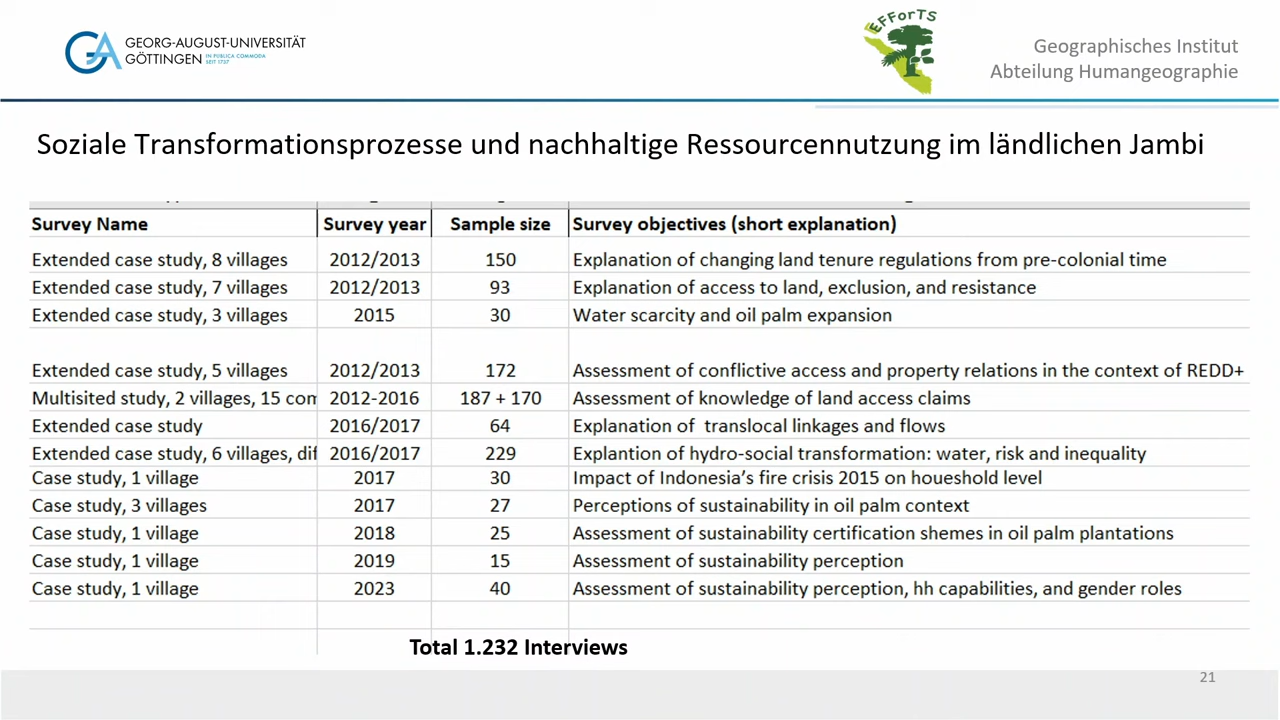 GEORG-AUGUST-UNIVERSITÄT
GÖTTINGEN IN PUBLICA COMMODA
SEIT 1737
EFForTS
Geographisches Institut
Abteilung Humangeographie
Soziale Transformationsprozesse und nachhaltige Ressourcennutzung im ländlichen Jambi
Survey Name Survey year Sample size Survey objectives (short explanation)
Extended case study, 8 villages 2012/2013 150 Explanation of changing land tenure regulations from pre-colonial time
Extended case study, 7 villages 2012/2013 93 Explanation of access to land, exclusion, and resistance
Extended case study, 3 villages 2015 30 Water scarcity and oil palm expansion
Extended case study, 5 villages 2012/2013 172 Assessment of conflictive access and property relations in the context of REDD+
Multisited study, 2 villages, 15 com 2012-2016 187 + 170 Assessment of knowledge of land access claims
Extended case study 2016/2017 64 Explanation of translocal linkages and flows
Extended case study, 6 villages, dif 2016/2017 229 Explantion of hydro-social transformation: water, risk and inequality
Case study, 1 village 2017 30 Impact of Indonesia's fire crisis 2015 on houeshold level
Case study, 3 villages 2017 27 Perceptions of sustainability in oil palm context
Case study, 1 village 2018 25 Assessment of sustainability certification shemes in oil palm plantations
Case study, 1 village 2019 15 Assessment of sustainability perception
Case study, 1 village 2023 40 Assessment of sustainability perception, hh capabilities, and gender roles
Total 1.232 Interviews
21